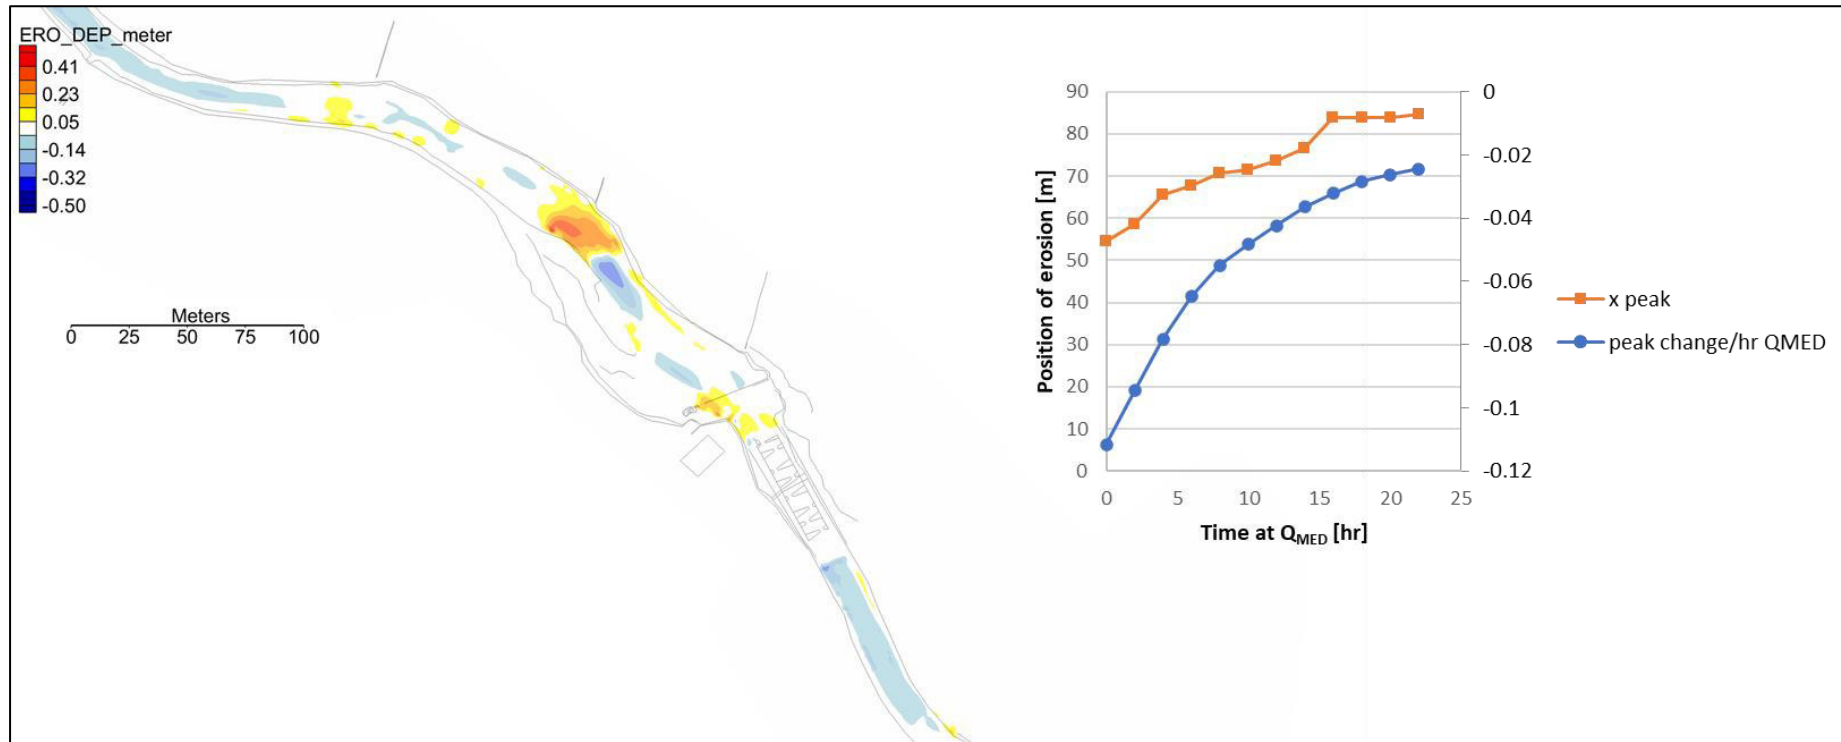 ERO_DEP_meter
0.41
0.23
0.05
-0.14
-0.32
-0.50
Meters
0 25 50 75 100
Position of erosion [m]
90
80
70
60
50
40
30
20
10
0
0
-0.02
-0.04
-0.06
-0.08
-0.1
-0.12
0 5 10 15 20 25
Time at QMED [hr]
x peak
peak change/hr QMED